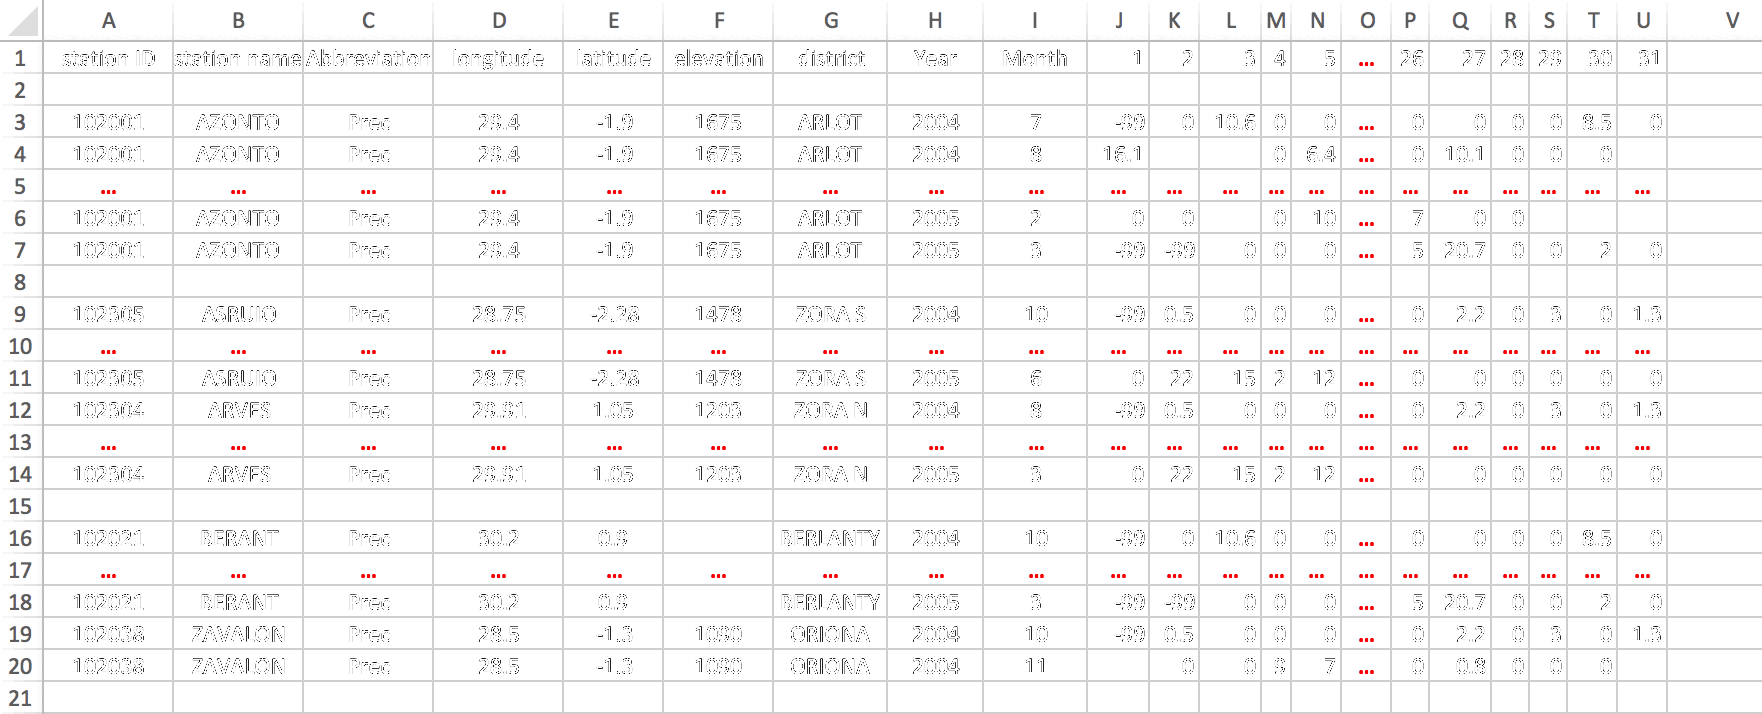 A B C D E F G H I J K L M N O P Q R S T U V
1 station ID station name Abbreviation longitude latitude elevation district Year Month 1 2 3 4 5 ... 26 27 28 29 30 31
2
3 102001 AZONTO Prec 29.4 -1.9 1675 ARLOT 2004 7 -99 0 10.6 0 0 ... 0 0 0 0 8.5 0
4 102001 AZONTO Prec 29.4 -1.9 1675 ARLOT 2004 8 16.1 0 6.4 ... 0 10.1 0 0 0
5 ... ... ... ... ... ... ... ... ... ... ... ... ... ... ... ... ... ... ... ... ...
6 102001 AZONTO Prec 29.4 -1.9 1675 ARLOT 2005 2 0 0 0 10 ... 7 0 0
7 102001 AZONTO Prec 29.4 -1.9 1675 ARLOT 2005 3 -99 -99 0 0 0 ... 5 20.7 0 0 2 0
8
9 102305 ASRUIO Prec 28.75 -2.28 1478 ZORA S 2004 10 -99 0.5 0 0 0 ... 0 2.2 0 3 0 1.3
10 ... ... ... ... ... ... ... ... ... ... ... ... ... ... ... ... ... ... ... ... ...
11 102305 ASRUIO Prec 28.75 -2.28 1478 ZORA S 2005 6 0 22 15 2 12 ... 0 0 0 0 0 0
12 102304 ARVES Prec 29.91 1.05 1203 ZORA N 2004 8 -99 0.5 0 0 0 ... 0 2.2 0 3 0 1.3
13 ... ... ... ... ... ... ... ... ... ... ... ... ... ... ... ... ... ... ... ... ...
14 102304 ARVES Prec 29.91 1.05 1203 ZORA N 2005 3 0 22 15 2 12 ... 0 0 0 0 0 0
15
16 102021 BERANT Prec 30.2 0.9 BERLANTY 2004 10 -99 0 10.6 0 0 ... 0 0 0 0 8.5 0
17 ... ... ... ... ... ... ... ... ... ... ... ... ... ... ... ... ... ... ... ... ...
18 102021 BERANT Prec 30.2 0.9 BERLANTY 2005 3 -99 -99 0 0 0 ... 5 20.7 0 0 2 0
19 102038 ZAVALON Prec 28.5 -1.3 1090 ORIONA 2004 10 -99 0.5 0 0 0 ... 0 2.2 0 3 0 1.3
20 102038 ZAVALON Prec 28.5 -1.3 1090 ORIONA 2004 11 0 0 9 7 ... 0 0.8 0 0 0
21